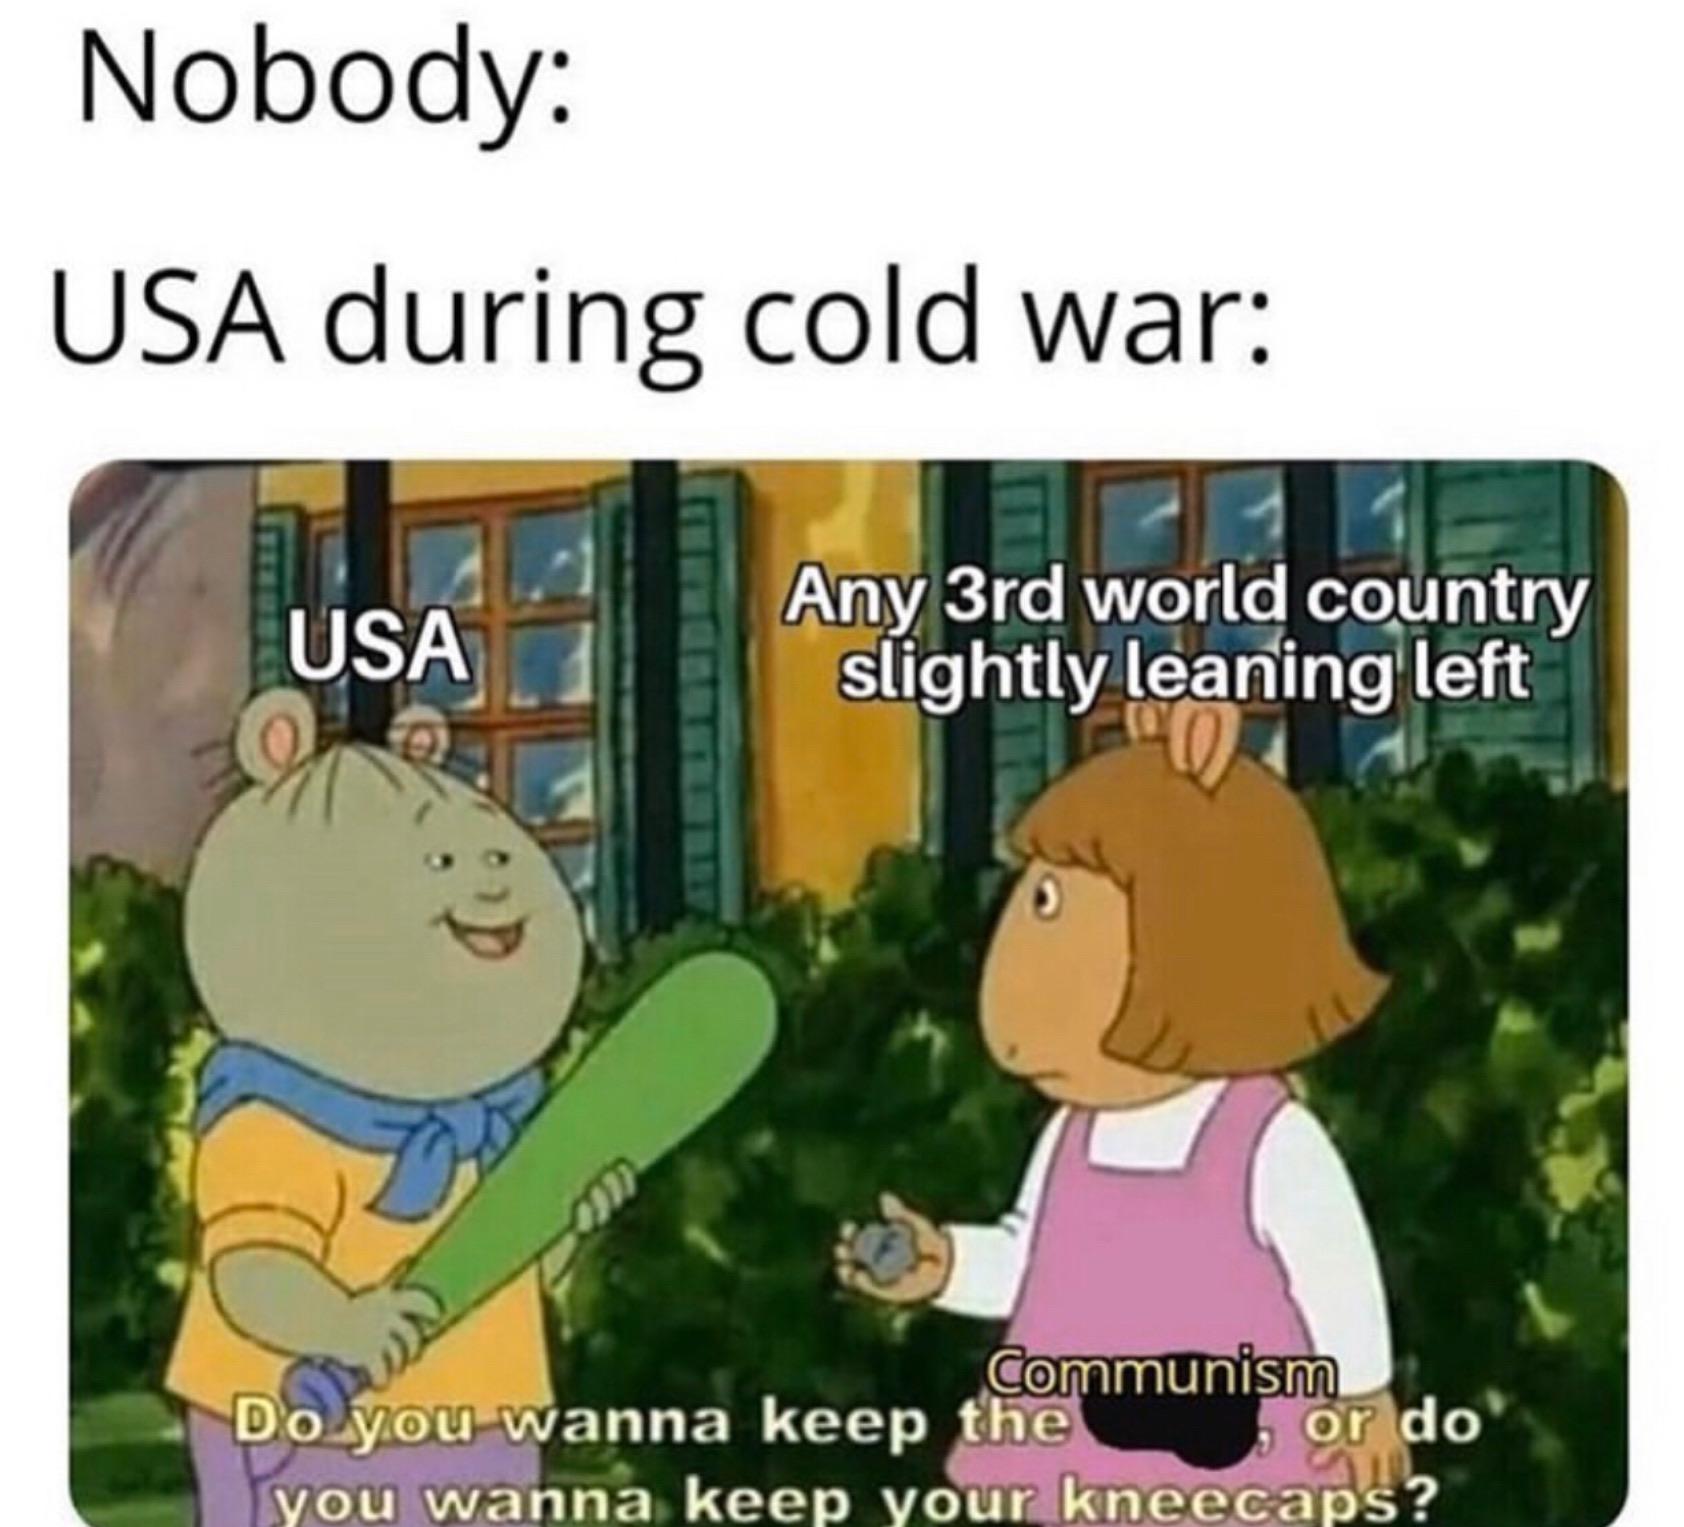 Nobody:
USA during cold war:
USA
Any 3rd world country
slightly leaning left
Communism
Do you wanna keep the , or do
you wanna keep your kneecaps?